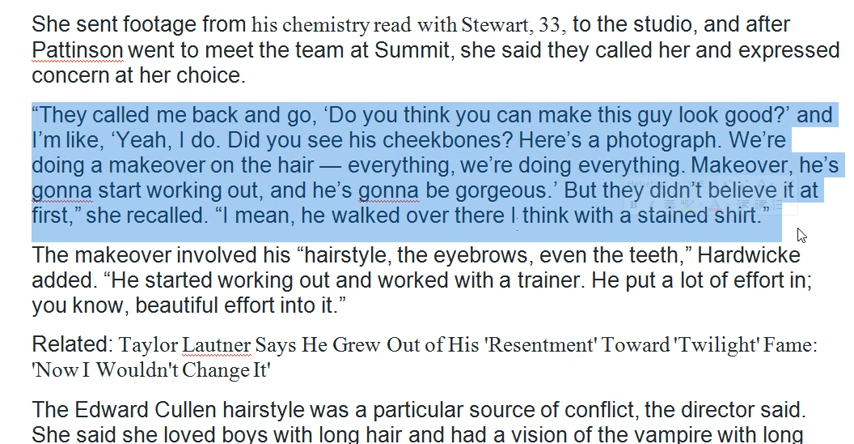 She sent footage from his chemistry read with Stewart, 33, to the studio, and after
Pattinson went to meet the team at Summit, she said they called her and expressed
concern at her choice.
“They called me back and go, ‘Do you think you can make this guy look good?’ and
I’m like, ‘Yeah, I do. Did you see his cheekbones? Here’s a photograph. We’re
doing a makeover on the hair — everything, we’re doing everything. Makeover, he’s
gonna start working out, and he’s gonna be gorgeous.’ But they didn’t believe it at
first,” she recalled. “I mean, he walked over there I think with a stained shirt.”
The makeover involved his “hairstyle, the eyebrows, even the teeth,” Hardwicke
added. “He started working out and worked with a trainer. He put a lot of effort in;
you know, beautiful effort into it.”
Related: Taylor Lautner Says He Grew Out of His 'Resentment' Toward 'Twilight' Fame:
'Now I Wouldn't Change It'
The Edward Cullen hairstyle was a particular source of conflict, the director said.
She said she loved boys with long hair and had a vision of the vampire with long